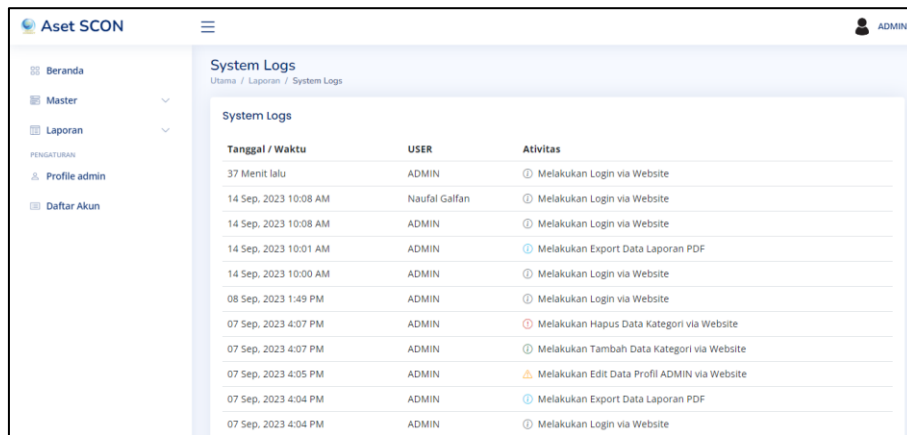 Aset SCON
ADMIN
Beranda
Master
Laporan
PENGATURAN
Profile admin
Daftar Akun
System Logs
Utama / Laporan / System Logs
System Logs
Tanggal / Waktu USER Ativitas
37 Menit lalu ADMIN Melakukan Login via Website
14 Sep, 2023 10:08 AM Naufal Galfan Melakukan Login via Website
14 Sep, 2023 10:08 AM ADMIN Melakukan Login via Website
14 Sep, 2023 10:01 AM ADMIN Melakukan Export Data Laporan PDF
14 Sep, 2023 10:00 AM ADMIN Melakukan Login via Website
08 Sep, 2023 1:49 PM ADMIN Melakukan Login via Website
07 Sep, 2023 4:07 PM ADMIN Melakukan Hapus Data Kategori via Website
07 Sep, 2023 4:07 PM ADMIN Melakukan Tambah Data Kategori via Website
07 Sep, 2023 4:05 PM ADMIN Melakukan Edit Data Profil ADMIN via Website
07 Sep, 2023 4:04 PM ADMIN Melakukan Export Data Laporan PDF
07 Sep, 2023 4:04 PM ADMIN Melakukan Login via Website